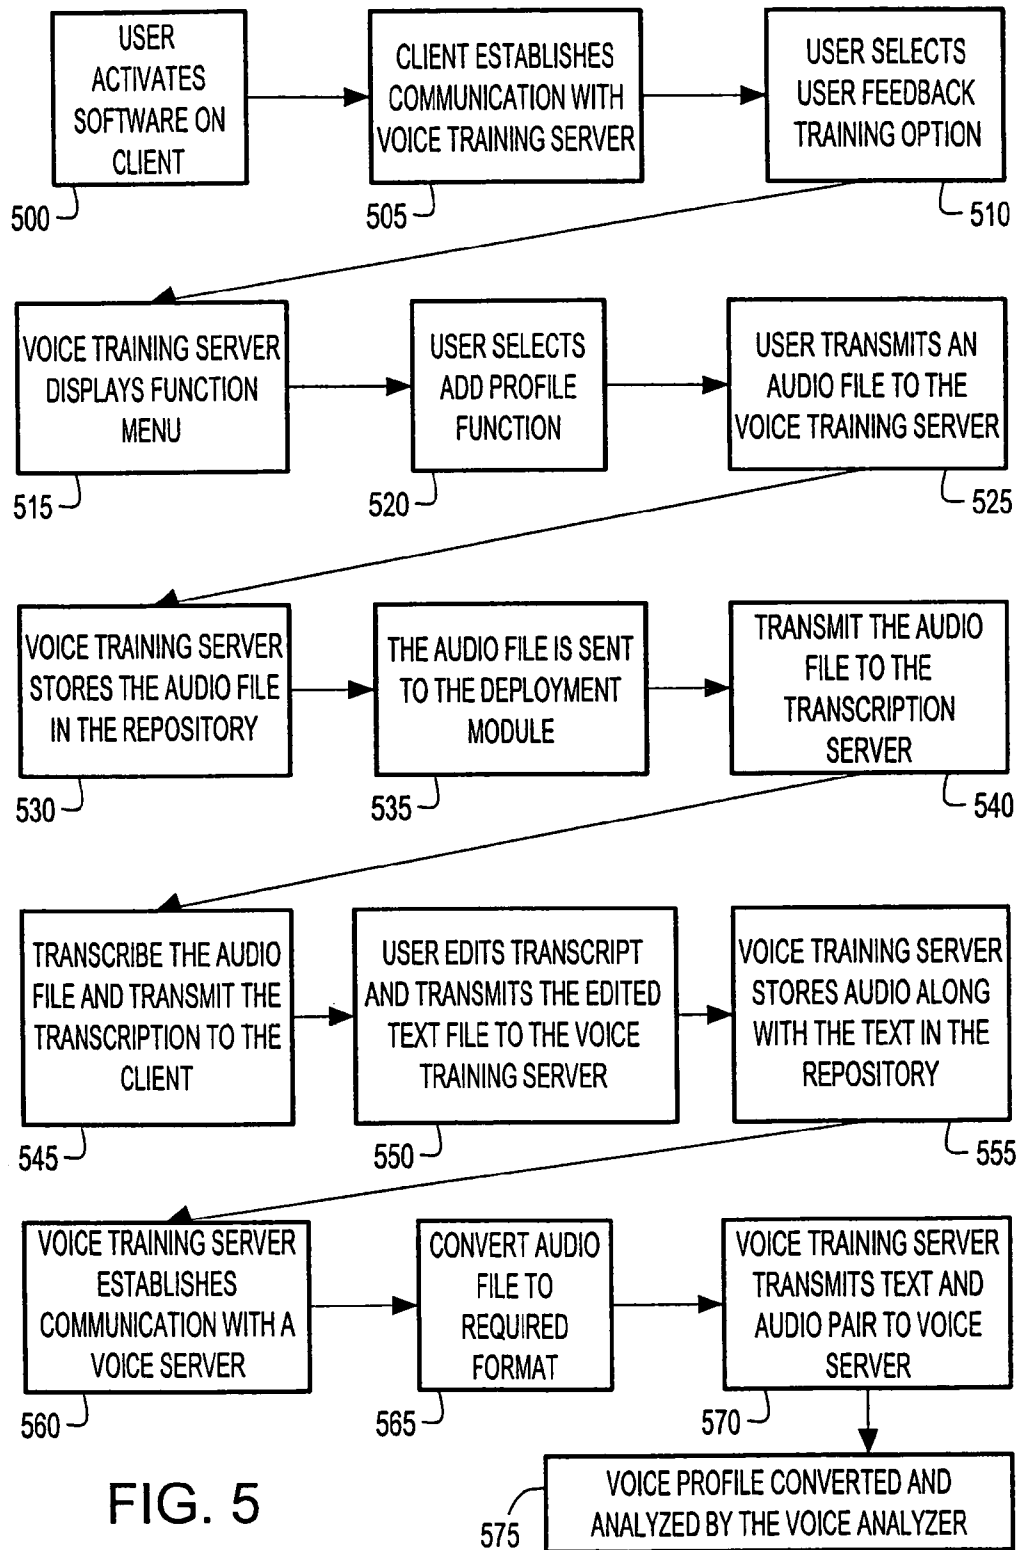 USER
ACTIVATES
SOFTWARE ON
CLIENT
500
CLIENT ESTABLISHES
COMMUNICATION WITH
VOICE TRAINING SERVER
505
USER SELECTS
USER FEEDBACK
TRAINING OPTION
510
VOICE TRAINING SERVER
DISPLAYS FUNCTION
MENU
515
USER SELECTS
ADD PROFILE
FUNCTION
520
USER TRANSMITS AN
AUDIO FILE TO THE
VOICE TRAINING SERVER
525
VOICE TRAINING SERVER
STORES THE AUDIO FILE
IN THE REPOSITORY
530
THE AUDIO FILE IS SENT
TO THE DEPLOYMENT
MODULE
535
TRANSMIT THE AUDIO
FILE TO THE
TRANSCRIPTION
SERVER
540
TRANSCRIBE THE AUDIO
FILE AND TRANSMIT THE
TRANSCRIPTION TO THE
CLIENT
545
USER EDITS TRANSCRIPT
AND TRANSMITS THE EDITED
TEXT FILE TO THE VOICE
TRAINING SERVER
550
VOICE TRAINING SERVER
STORES AUDIO ALONG
WITH THE TEXT IN THE
REPOSITORY
555
VOICE TRAINING SERVER
ESTABLISHES
COMMUNICATION WITH A
VOICE SERVER
560
CONVERT AUDIO
FILE TO
REQUIRED
FORMAT
565
VOICE TRAINING SERVER
TRANSMITS TEXT AND
AUDIO PAIR TO VOICE
SERVER
570
VOICE PROFILE CONVERTED AND
ANALYZED BY THE VOICE ANALYZER
575
FIG. 5